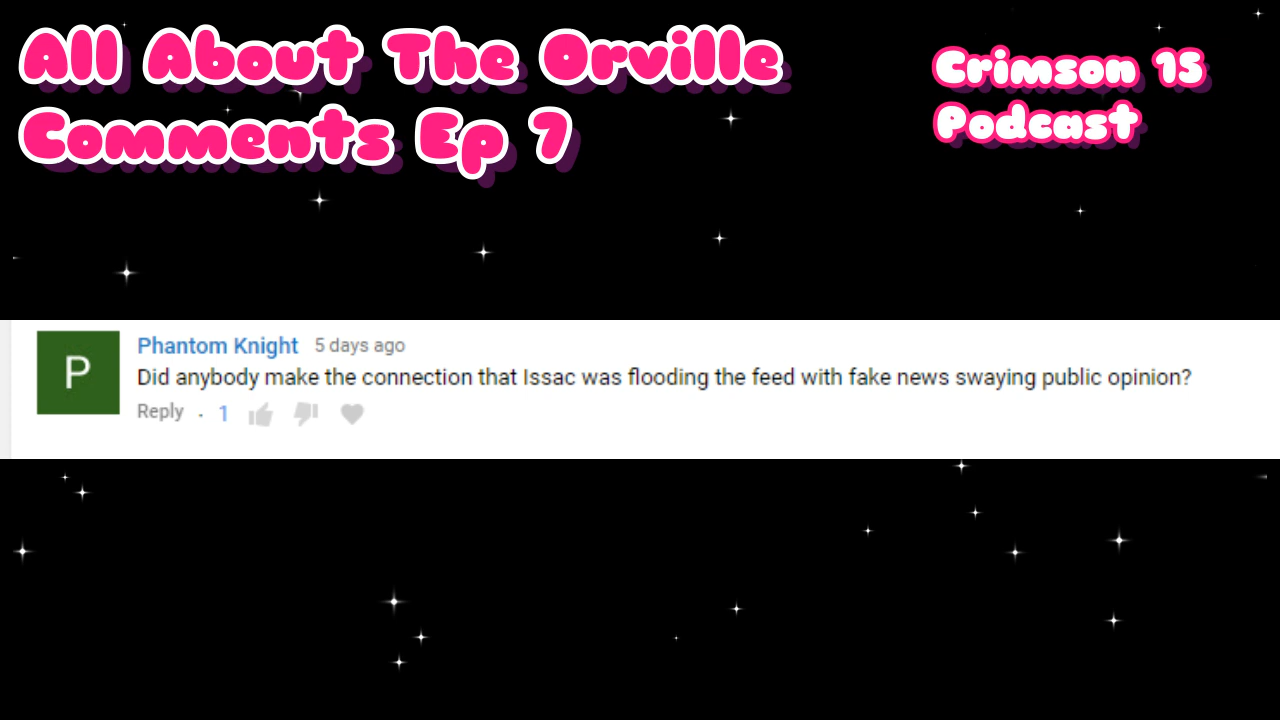 All About The Orville
Comments Ep 7
Crimson 15
Podcast
P
Phantom Knight 5 days ago
Did anybody make the connection that Issac was flooding the feed with fake news swaying public opinion?
Reply . 1